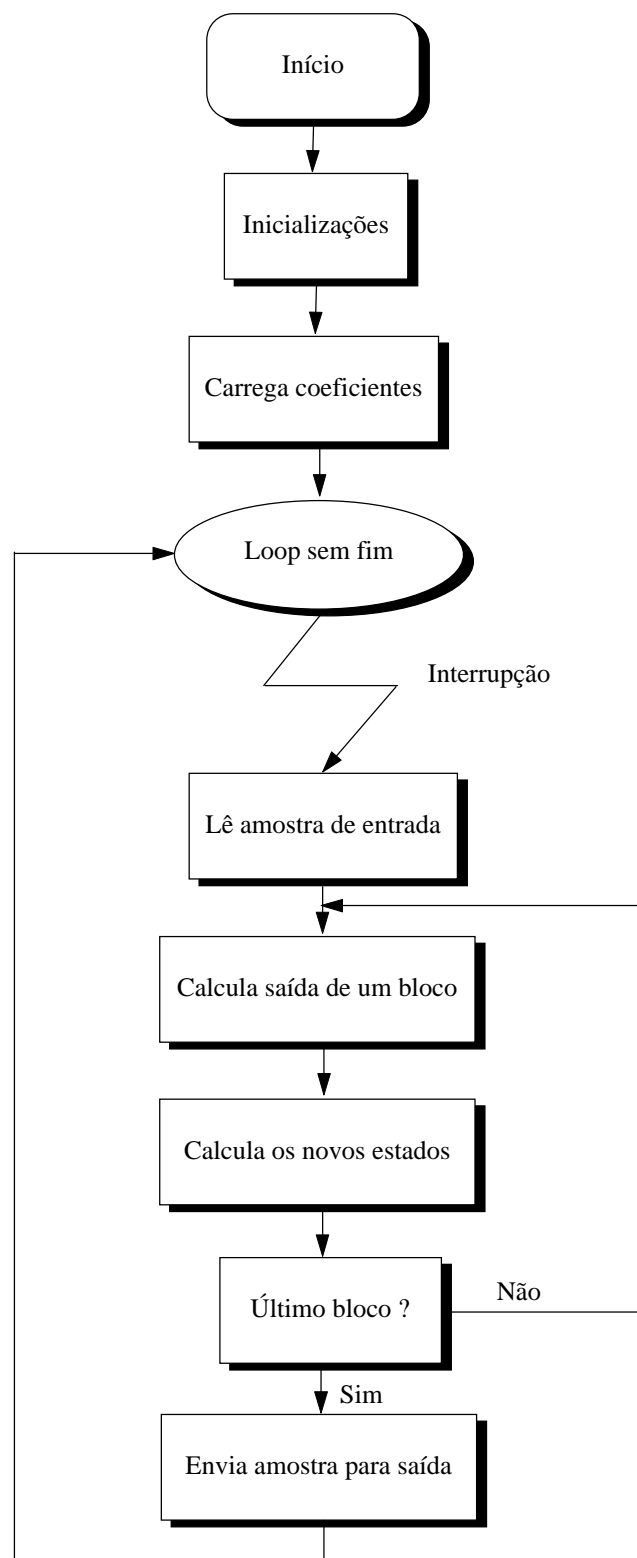 Início
Inicializações
Carrega coeficientes
Loop sem fim
Interrupção
Lê amostra de entrada
Calcula saída de um bloco
Calcula os novos estados
Último bloco ?
Não
Sim
Envia amostra para saída